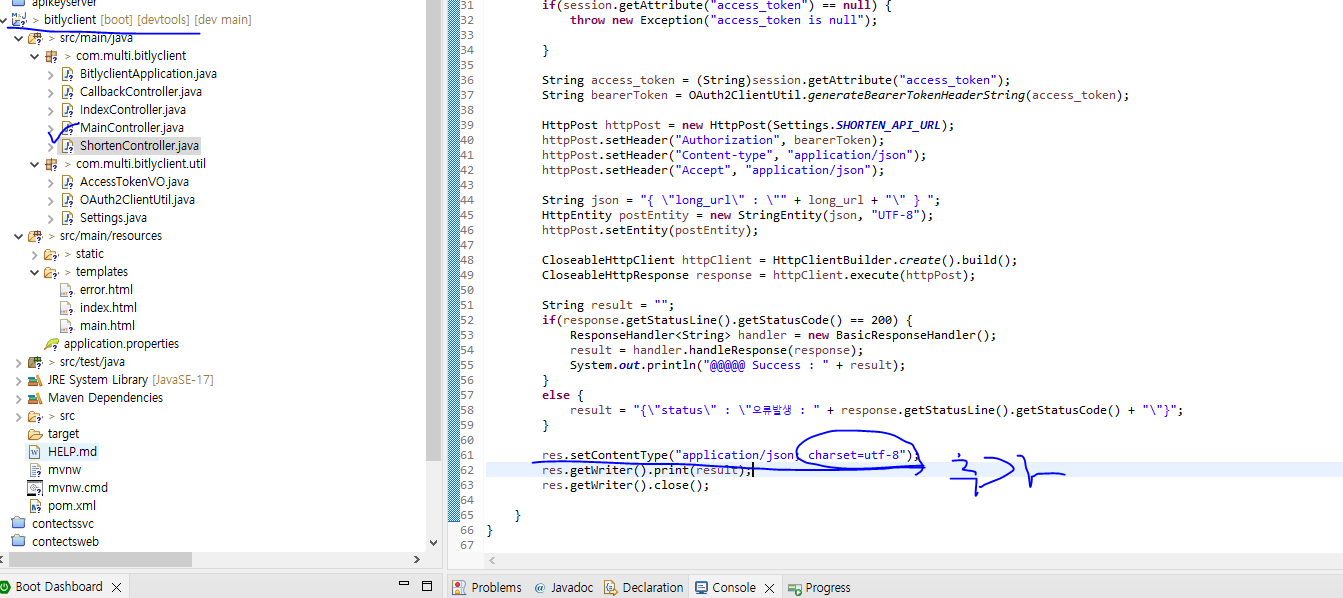 apikeyserver
bitlyclient [boot] [devtools] [dev main]
> src/main/java
> com.multi.bitlyclient
> BitlyclientApplication.java
> CallbackController.java
> IndexController.java
> MainController.java
> ShortenController.java
> com.multi.bitlyclient.util
> AccessTokenVO.java
> OAuth2ClientUtil.java
> Settings.java
> src/main/resources
> static
> templates
error.html
index.html
main.html
application.properties
> src/test/java
JRE System Library [JavaSE-17]
Maven Dependencies
> src
target
HELP.md
mvnw
mvnw.cmd
pom.xml
contectssvc
contectsweb
Boot Dashboard
31 if(session.getAttribute("access_token") == null) {
32 throw new Exception("access_token is null");
33
34 }
35
36 String access_token = (String)session.getAttribute("access_token");
37 String bearerToken = OAuth2ClientUtil.generateBearerTokenHeaderString(access_token);
38
39 HttpPost httpPost = new HttpPost(Settings.SHORTEN_API_URL);
40 httpPost.setHeader("Authorization", bearerToken);
41 httpPost.setHeader("Content-type", "application/json");
42 httpPost.setHeader("Accept", "application/json");
43
44 String json = "{ \"long_url\" : \"" + long_url + "\" } ";
45 HttpEntity postEntity = new StringEntity(json, "UTF-8");
46 httpPost.setEntity(postEntity);
47
48 CloseableHttpClient httpClient = HttpClientBuilder.create().build();
49 CloseableHttpResponse response = httpClient.execute(httpPost);
50
51 String result = "";
52 if(response.getStatusLine().getStatusCode() == 200) {
53 ResponseHandler<String> handler = new BasicResponseHandler();
54 result = handler.handleResponse(response);
55 System.out.println("@@@@@ Success : " + result);
56 }
57 else {
58 result = "{\"status\" : \"오류발생 : " + response.getStatusLine().getStatusCode() + "\"}";
59 }
60
61 res.setContentType("application/json; charset=utf-8");
62 res.getWriter().print(result);
63 res.getWriter().close();
64
65 }
66 }
67
Problems @ Javadoc Declaration Console Progress